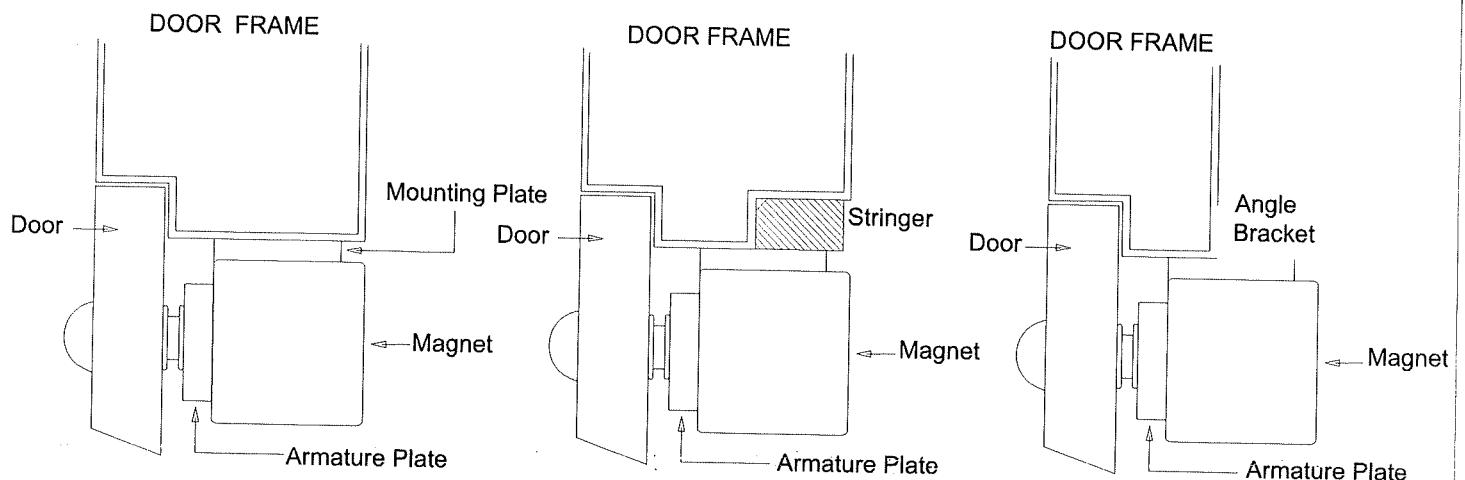 DOOR FRAME
Mounting Plate
Door
Magnet
Armature Plate
DOOR FRAME
Stringer
Door
Magnet
Armature Plate
DOOR FRAME
Angle
Bracket
Door
Magnet
Armature Plate